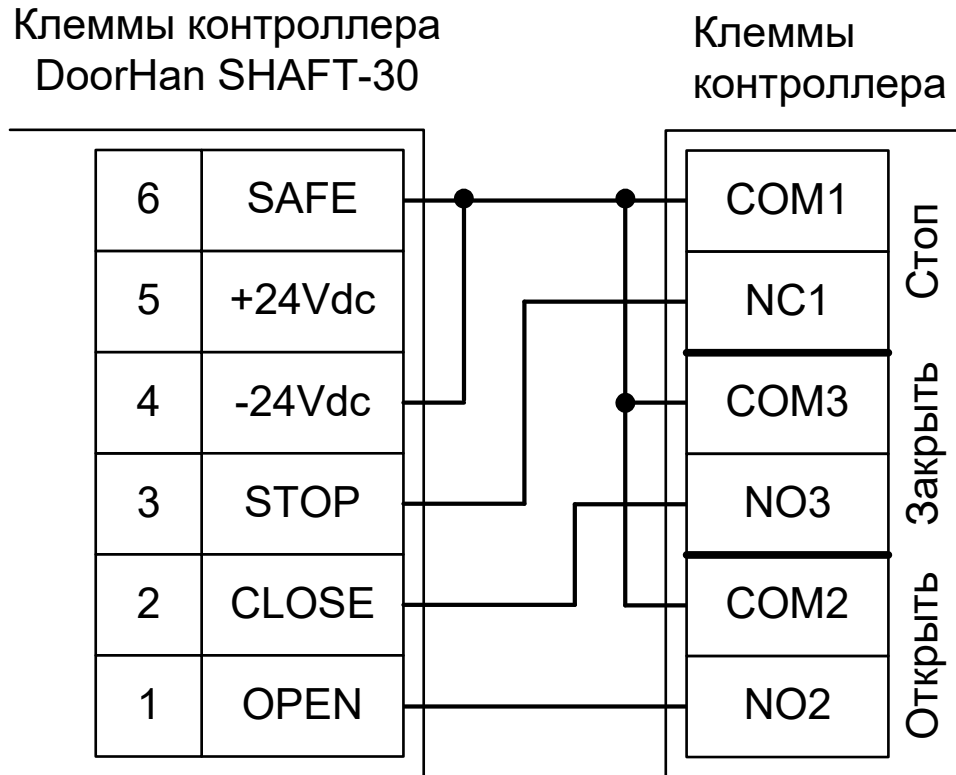 Клеммы контроллера
DoorHan SHAFT-30
6 SAFE
5 +24Vdc
4 -24Vdc
3 STOP
2 CLOSE
1 OPEN
Клеммы
контроллера
COM1
NC1
COM3
NO3
COM2
NO2
Стоп
Закрыть
Открыть